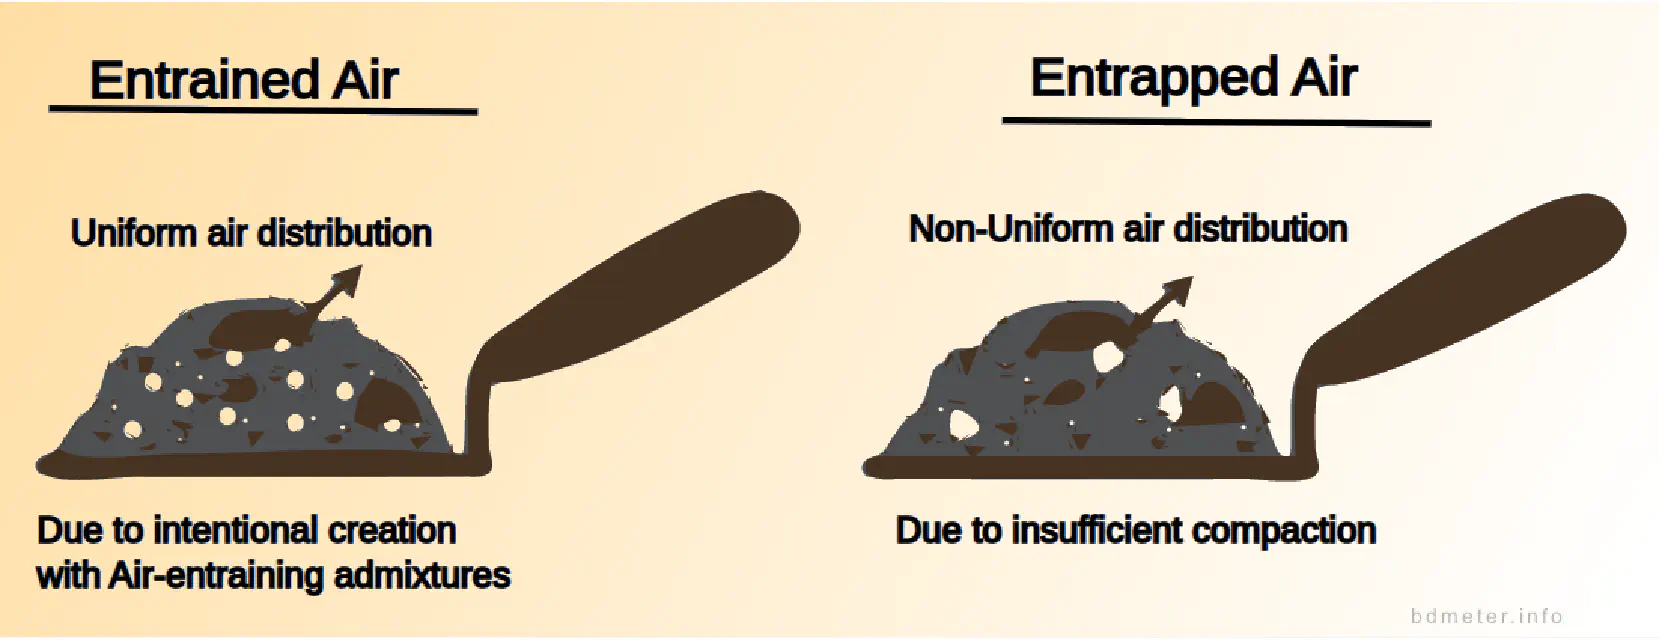 Entrained Air
Entrapped Air
Uniform air distribution
Non-Uniform air distribution
Due to intentional creation
with Air-entraining admixtures
Due to insufficient compaction
bdmeter.info